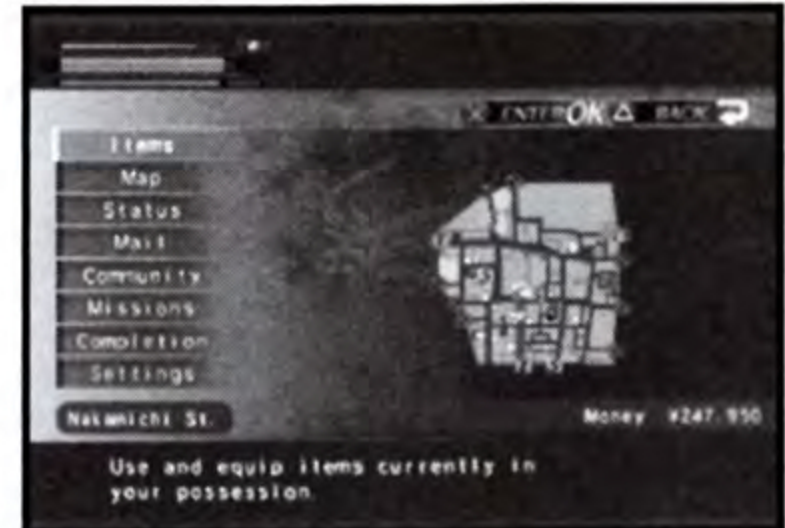 ENTER OK △ BACK
Items
Map
Status
Mail
Community
Missions
Completion
Settings
Nakamichi St.
Money ¥247,950
Use and equip items currently in
your possession.